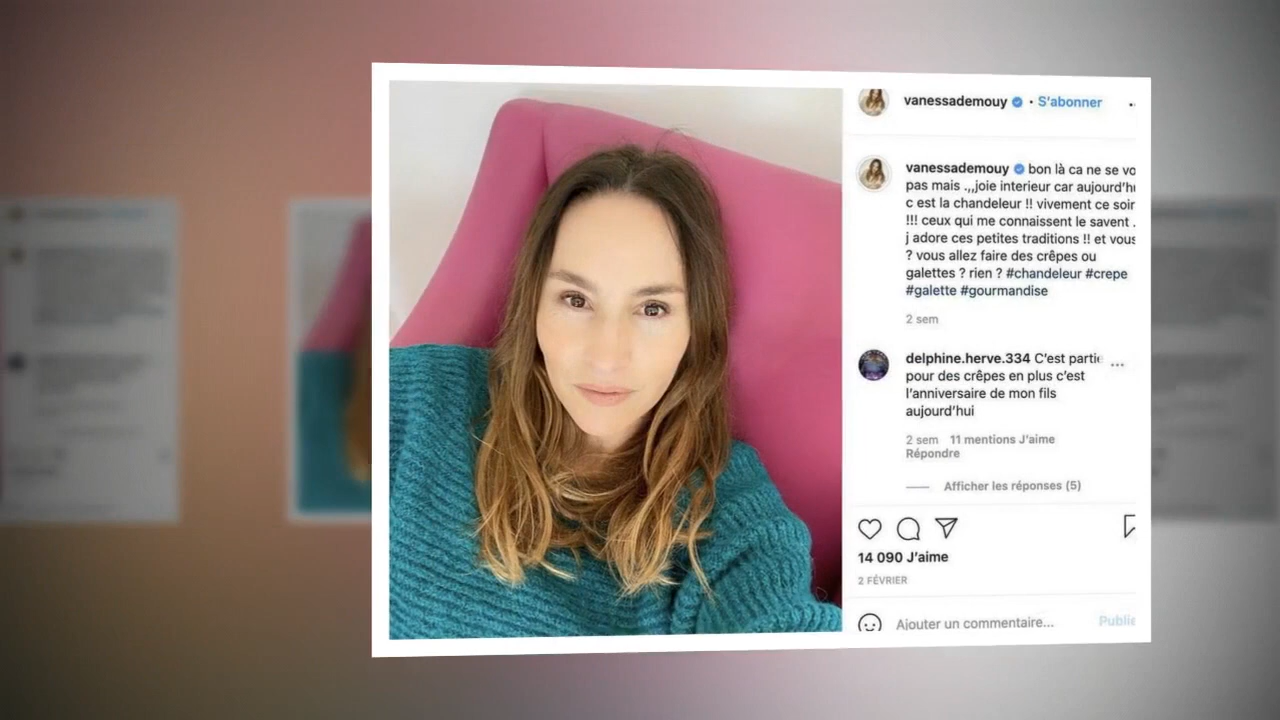 vanessademouy • S'abonner
vanessademouy bon là ca ne se vo
pas mais .,,joie interieur car aujourd'hu
c est la chandeleur !! vivement ce soir
!!! ceux qui me connaissent le savent .
j adore ces petites traditions !! et vous
? vous allez faire des crêpes ou
galettes ? rien ? #chandeleur #crepe
#galette #gourmandise
2 sem
delphine.herve.334 C'est partie
pour des crêpes en plus c'est
l'anniversaire de mon fils
aujourd'hui
2 sem 11 mentions J'aime
Répondre
Afficher les réponses (5)
14 090 J'aime
2 FÉVRIER
Ajouter un commentaire...
Publie